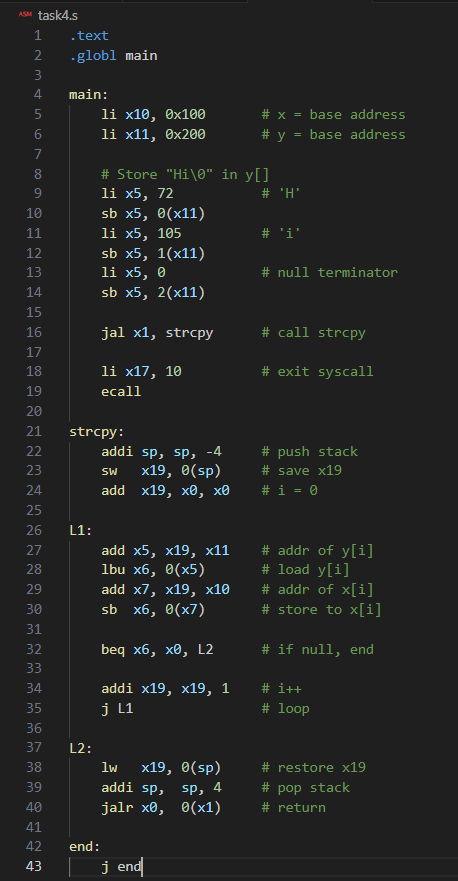 ASM task4.s
1 .text
2 .globl main
3
4 main:
5     li x10, 0x100       # x = base address
6     li x11, 0x200       # y = base address
7
8     # Store "Hi\0" in y[]
9     li x5, 72           # 'H'
10     sb x5, 0(x11)
11     li x5, 105          # 'i'
12     sb x5, 1(x11)
13     li x5, 0            # null terminator
14     sb x5, 2(x11)
15
16     jal x1, strcpy      # call strcpy
17
18     li x17, 10          # exit syscall
19     ecall
20
21 strcpy:
22     addi sp, sp, -4     # push stack
23     sw   x19, 0(sp)     # save x19
24     add  x19, x0, x0    # i = 0
25
26 L1:
27     add x5, x19, x11    # addr of y[i]
28     lbu x6, 0(x5)       # load y[i]
29     add x7, x19, x10    # addr of x[i]
30     sb  x6, 0(x7)       # store to x[i]
31
32     beq x6, x0, L2      # if null, end
33
34     addi x19, x19, 1    # i++
35     j L1                # loop
36
37 L2:
38     lw   x19, 0(sp)     # restore x19
39     addi sp,  sp, 4     # pop stack
40     jalr x0,  0(x1)     # return
41
42 end:
43     j end